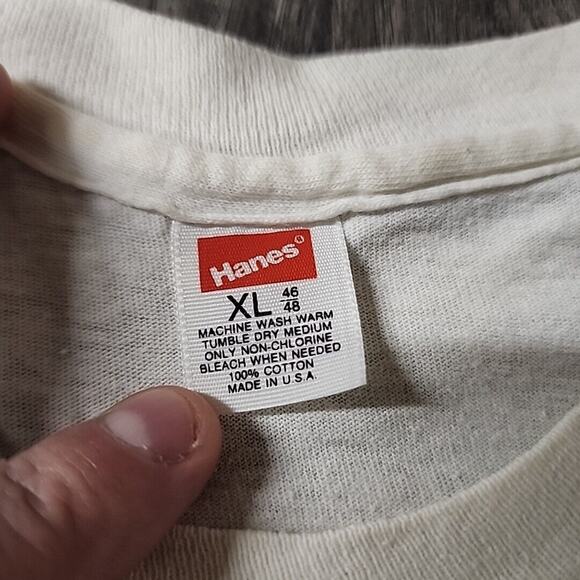 Hanes®
XL 46/48
MACHINE WASH WARM
TUMBLE DRY MEDIUM
ONLY NON-CHLORINE
BLEACH WHEN NEEDED
100% COTTON
MADE IN U.S.A.